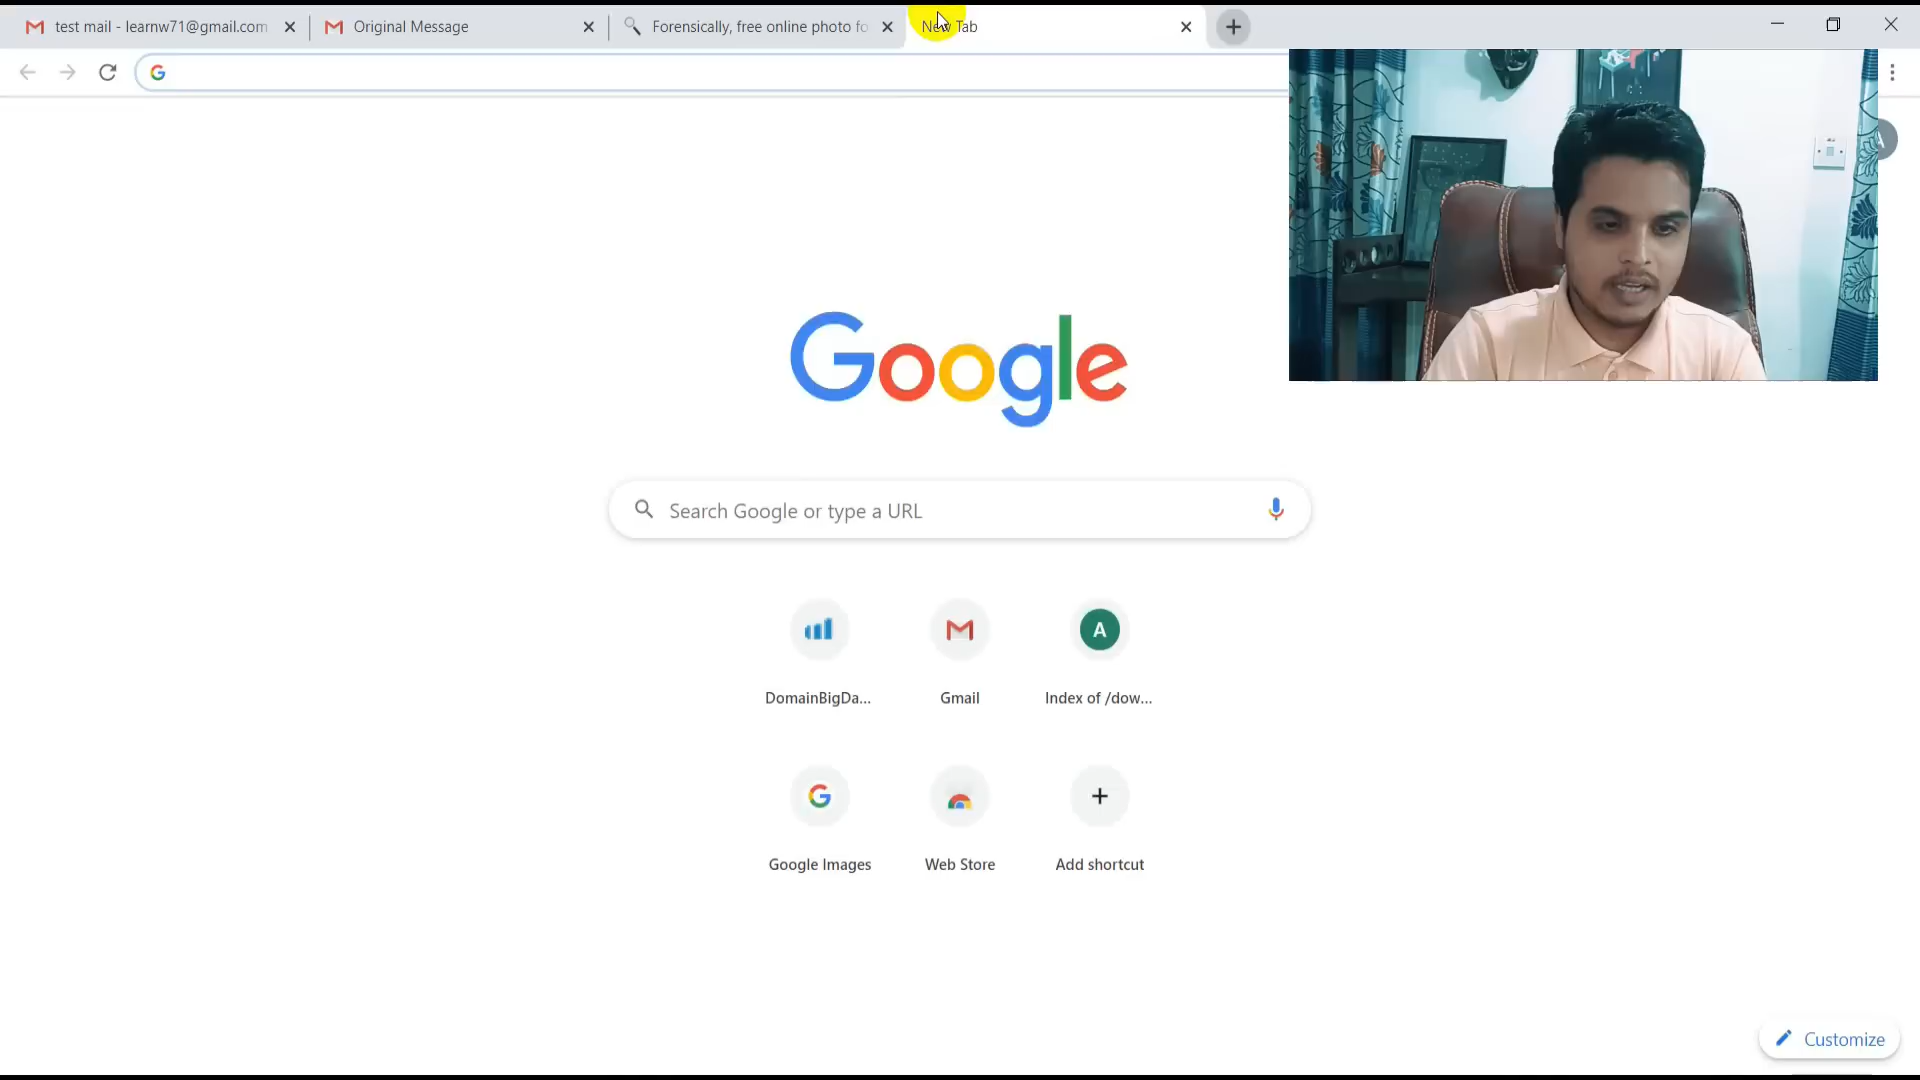 test mail - learnw71@gmail.com
Original Message
Forensically, free online photo fo
New Tab
Google
Search Google or type a URL
DomainBigDa...
Gmail
A
Index of /dow...
Google Images
Web Store
Add shortcut
Customize